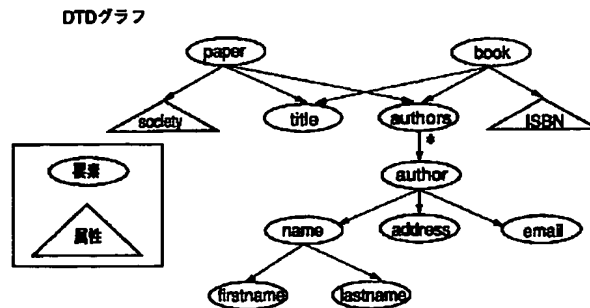 DTDグラフ
paper
book
society
title
authors
ISBN
*
要素
author
属性
name
address
email
firstname
lastname